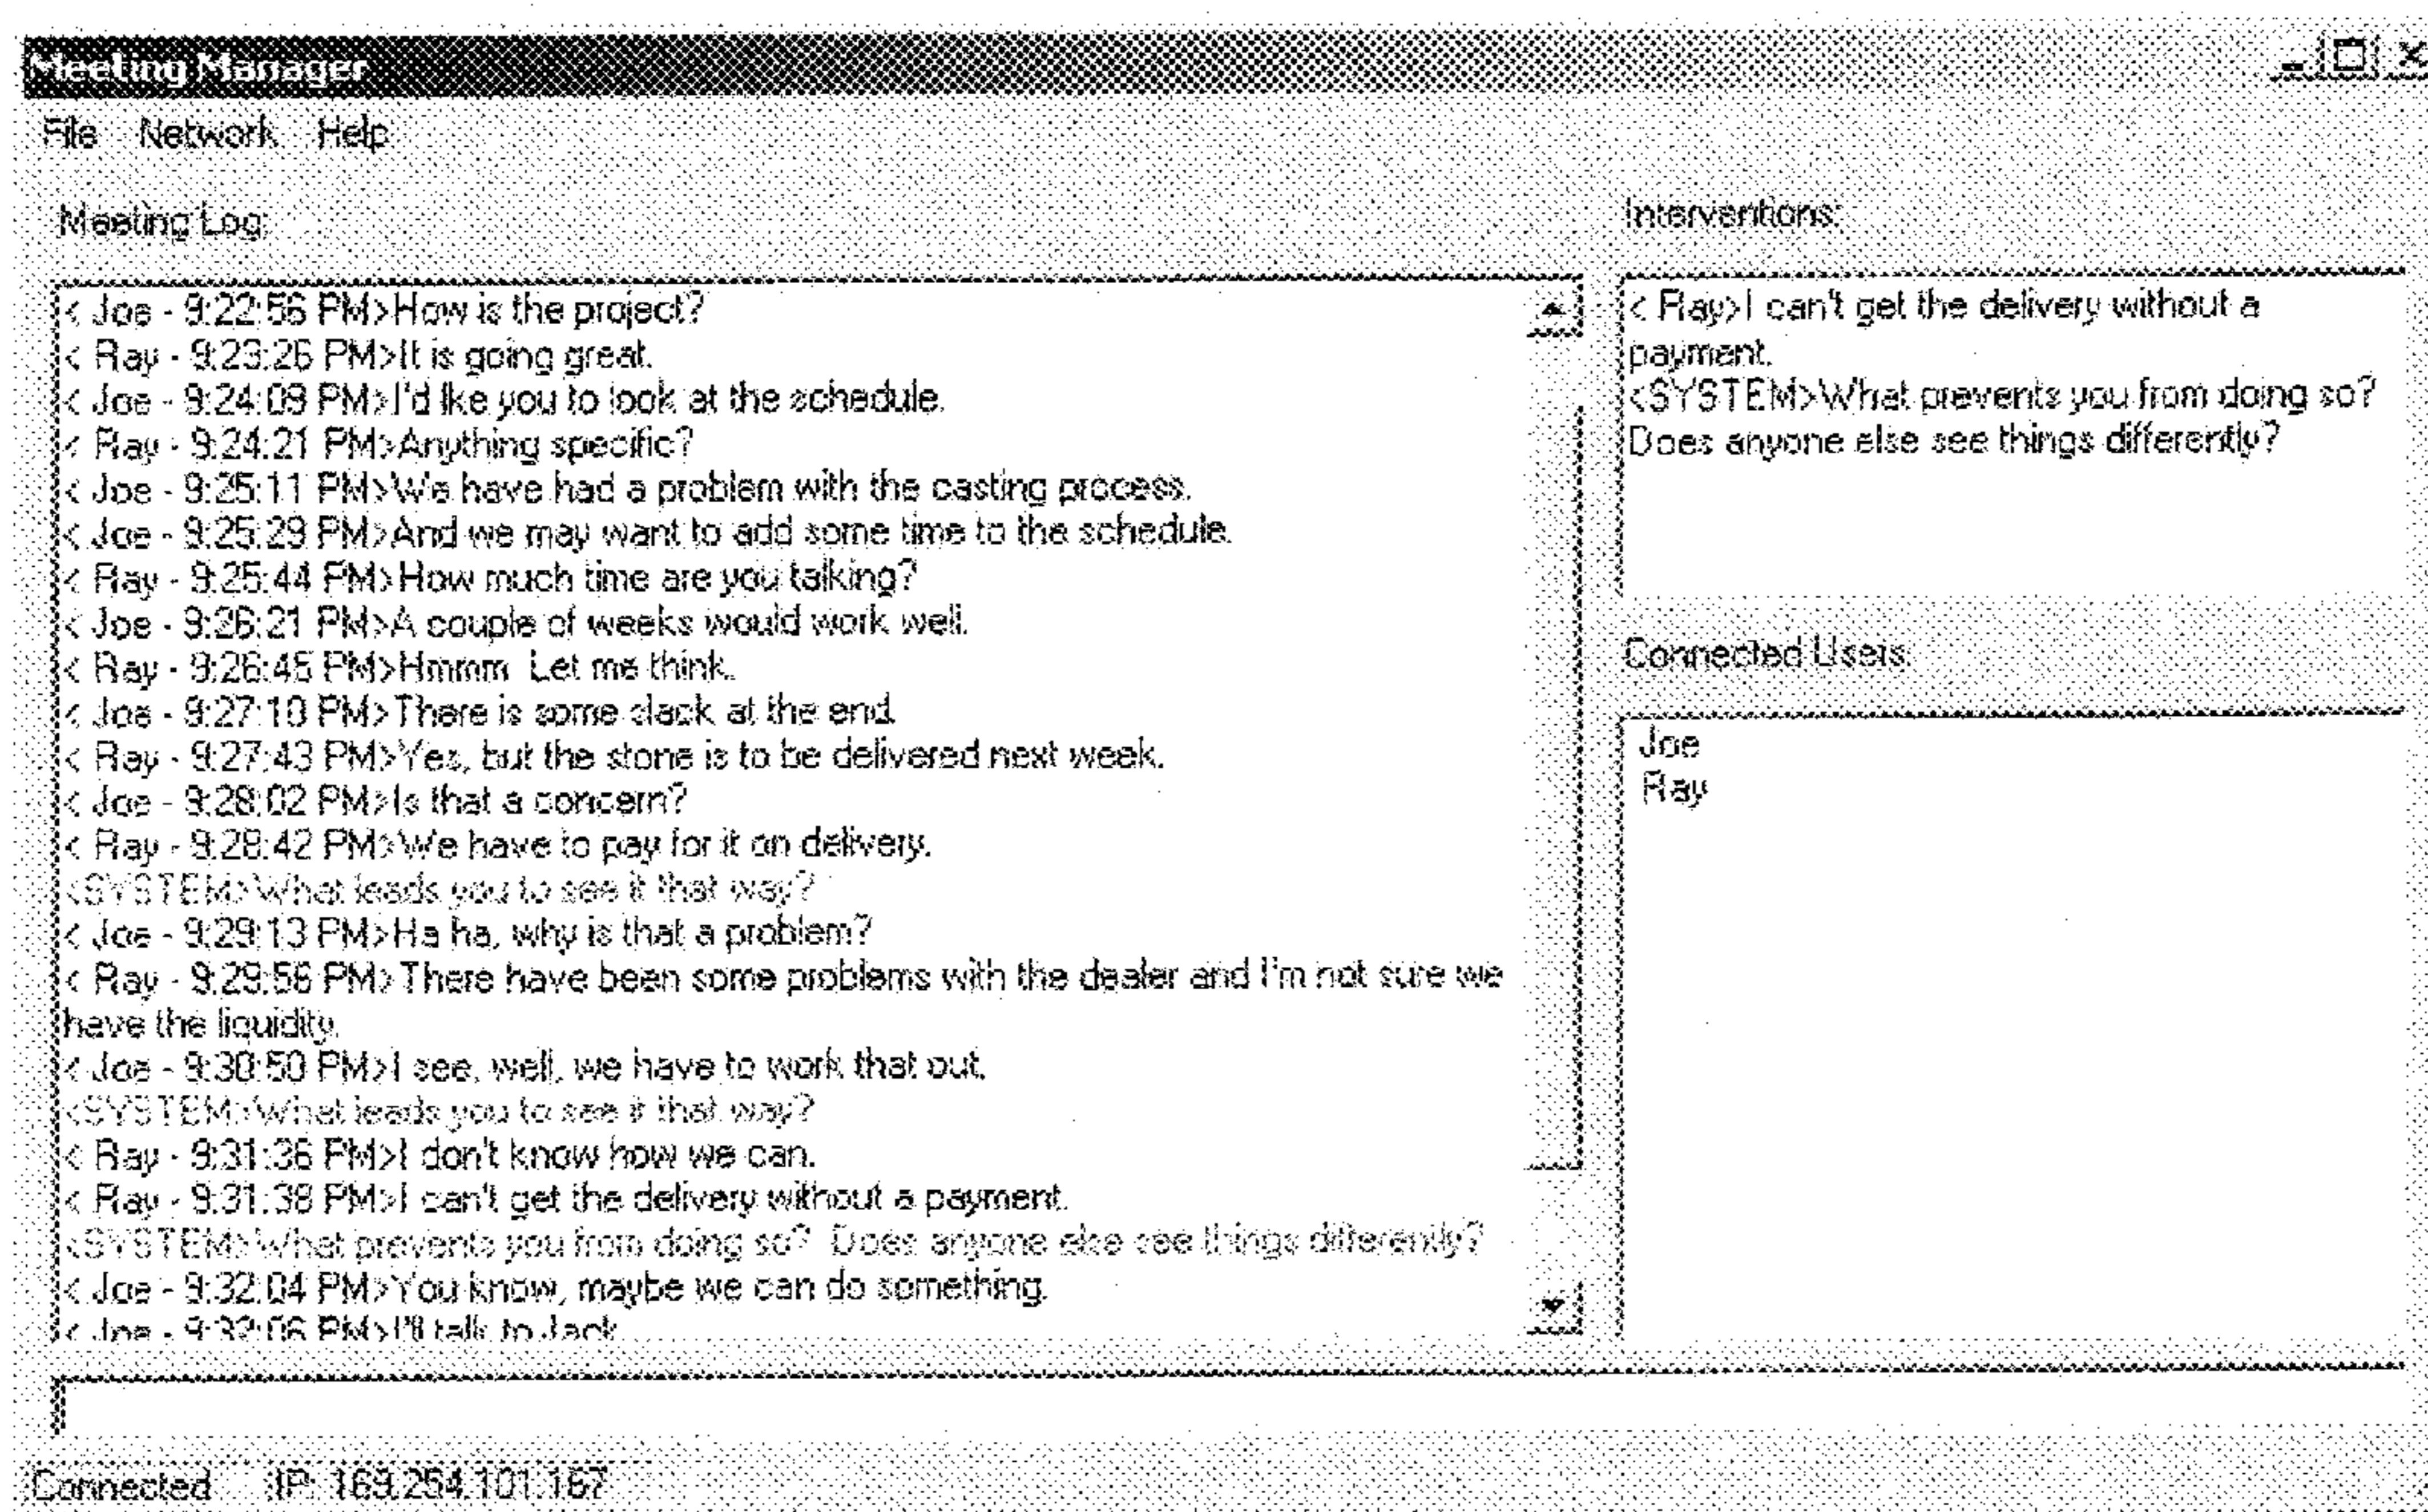 Meeting Manager
File Network Help
Meeting Log:
< Joe - 9:22:56 PM>How is the project?
< Ray - 9:23:26 PM>It is going great.
< Joe - 9:24:09 PM>I'd like you to look at the schedule.
< Ray - 9:24:21 PM>Anything specific?
< Joe - 9:25:11 PM>We have had a problem with the casting process.
< Joe - 9:25:29 PM>And we may want to add some time to the schedule.
< Ray - 9:25:44 PM>How much time are you talking?
< Joe - 9:26:21 PM>A couple of weeks would work well.
< Ray - 9:26:45 PM>Hmmm Let me think.
< Joe - 9:27:10 PM>There is some slack at the end.
< Ray - 9:27:43 PM>Yes, but the stone is to be delivered next week.
< Joe - 9:28:02 PM>Is that a concern?
< Ray - 9:28:42 PM>We have to pay for it on delivery.
<SYSTEM>What leads you to see it that way?
< Joe - 9:29:13 PM>Ha ha, why is that a problem?
< Ray - 9:29:56 PM>There have been some problems with the dealer and I'm not sure we
have the liquidity.
< Joe - 9:30:50 PM>I see, well, we have to work that out.
<SYSTEM>What leads you to see it that way?
< Ray - 9:31:36 PM>I don't know how we can.
< Ray - 9:31:38 PM>I can't get the delivery without a payment.
<SYSTEM>What prevents you from doing so? Does anyone else see things differently?
< Joe - 9:32:04 PM>You know, maybe we can do something.
< Joe - 9:32:06 PM>I'll talk to Jack
Interventions:
< Ray>I can't get the delivery without a
payment.
<SYSTEM>What prevents you from doing so?
Does anyone else see things differently?
Connected Users:
Joe
Ray
Connected IP: 169.254.101.167